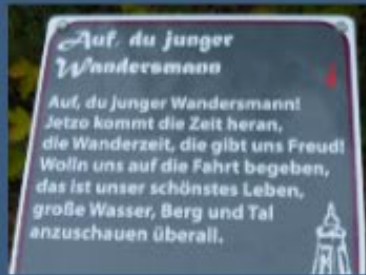 Auf, du junger
Wandersmann
Auf, du junger Wandersmann!
Jetzo kommt die Zeit heran,
die Wanderzeit, die gibt uns Freud!
Wolln uns auf die Fahrt begeben,
das ist unser schönstes Leben,
große Wasser, Berg und Tal
anzuschauen überall.